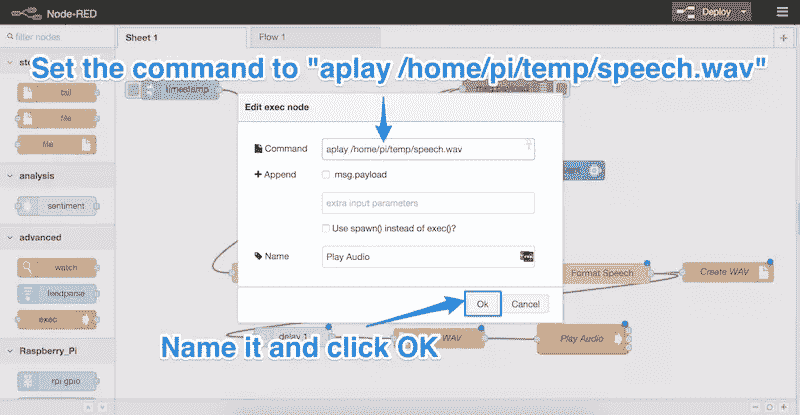 Node-RED
Deploy
filter nodes
Sheet 1
Flow 1
Set the command to "aplay /home/pi/temp/speech.wav"
timestamp
tail
file
file
analysis
sentiment
advanced
watch
feedparse
exec
Raspberry_Pi
rpi gpio
Edit exec node
Command
aplay /home/pi/temp/speech.wav
Append
msg.payload
extra input parameters
Use spawn() instead of exec()?
Name
Play Audio
Ok
Cancel
Format Speech
Create WAV
Name it and click OK
delay 1
WAV
Play Audio